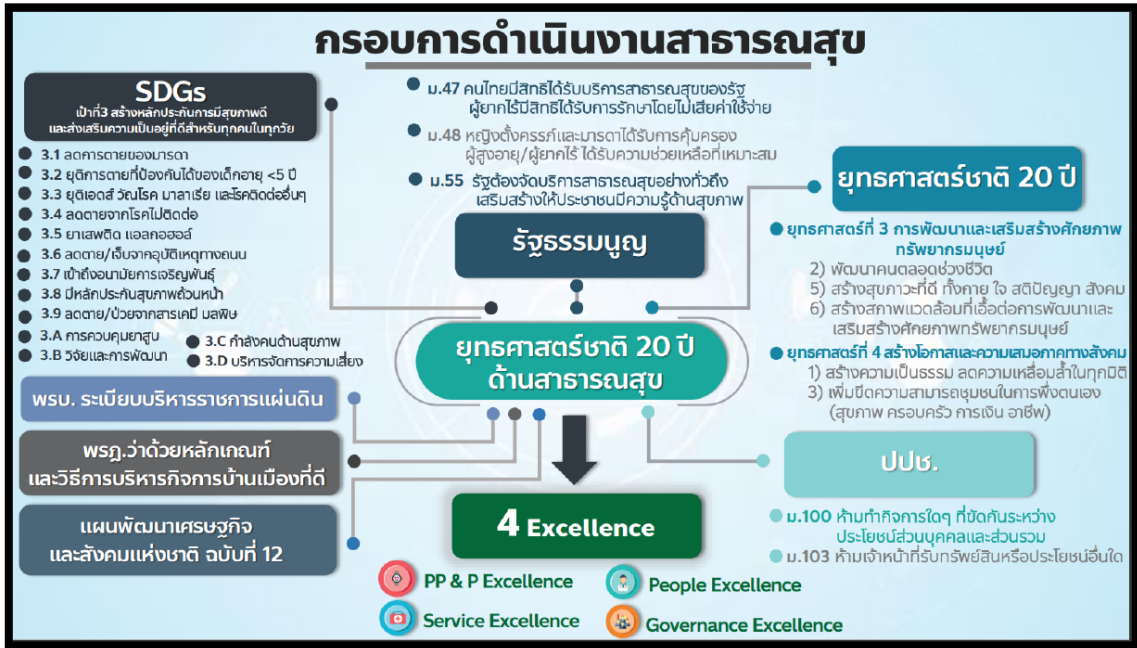 กรอบการดำเนินงานสาธารณสุข
SDGs
เป้าที่3 สร้างหลักประกันการมีสุขภาพดี
และส่งเสริมความเป็นอยู่ที่ดีสำหรับทุกคนในทุกวัย
3.1 ลดการตายของมารดา
3.2 ยุติการตายที่ป้องกันได้ของเด็กอายุ <5 ปี
3.3 ยุติเอดส์ วัณโรค มาลาเรีย และโรคติดต่ออื่นๆ
3.4 ลดตายจากโรคไม่ติดต่อ
3.5 ยาเสพติด แอลกอฮอล์
3.6 ลดตาย/เจ็บจากอุบัติเหตุทางถนน
3.7 เข้าถึงอนามัยการเจริญพันธุ์
3.8 มีหลักประกันสุขภาพถ้วนหน้า
3.9 ลดตาย/ป่วยจากสารเคมี มลพิษ
3.A การควบคุมยาสูบ
3.B วิจัยและการพัฒนา
3.C กำลังคนด้านสุขภาพ
3.D บริหารจัดการความเสี่ยง
พรบ. ระเบียบบริหารราชการแผ่นดิน
พรฎ.ว่าด้วยหลักเกณฑ์
และวิธีการบริหารกิจการบ้านเมืองที่ดี
แผนพัฒนาเศรษฐกิจ
และสังคมแห่งชาติ ฉบับที่ 12
ม.47 คนไทยมีสิทธิได้รับบริการสาธารณสุขของรัฐ
ผู้ยากไร้มีสิทธิได้รับการรักษาโดยไม่เสียค่าใช้จ่าย
ม.48 หญิงตั้งครรภ์และมารดาได้รับการคุ้มครอง
ผู้สูงอายุ/ผู้ยากไร้ ได้รับความช่วยเหลือที่เหมาะสม
ม.55 รัฐต้องจัดบริการสาธารณสุขอย่างทั่วถึง
เสริมสร้างให้ประชาชนมีความรู้ด้านสุขภาพ
รัฐธรรมนูญ
ยุทธศาสตร์ชาติ 20 ปี
ด้านสาธารณสุข
4 Excellence
PP & P Excellence
People Excellence
Service Excellence
Governance Excellence
ยุทธศาสตร์ชาติ 20 ปี
ยุทธศาสตร์ที่ 3 การพัฒนาและเสริมสร้างศักยภาพ
ทรัพยากรมนุษย์
2) พัฒนาคนตลอดช่วงชีวิต
5) สร้างสุขภาวะที่ดี ทั้งกาย ใจ สติปัญญา สังคม
6) สร้างสภาพแวดล้อมที่เอื้อต่อการพัฒนาและ
เสริมสร้างศักยภาพทรัพยากรมนุษย์
ยุทธศาสตร์ที่ 4 สร้างโอกาสและความเสมอภาคทางสังคม
1) สร้างความเป็นธรรม ลดความเหลื่อมล้ำในทุกมิติ
3) เพิ่มขีดความสามารถชุมชนในการพึ่งตนเอง
(สุขภาพ ครอบครัว การเงิน อาชีพ)
ปปช.
ม.100 ห้ามทำกิจการใดๆ ที่ขัดกันระหว่าง
ประโยชน์ส่วนบุคคลและส่วนรวม
ม.103 ห้ามเจ้าหน้าที่รับทรัพย์สินหรือประโยชน์อื่นใด